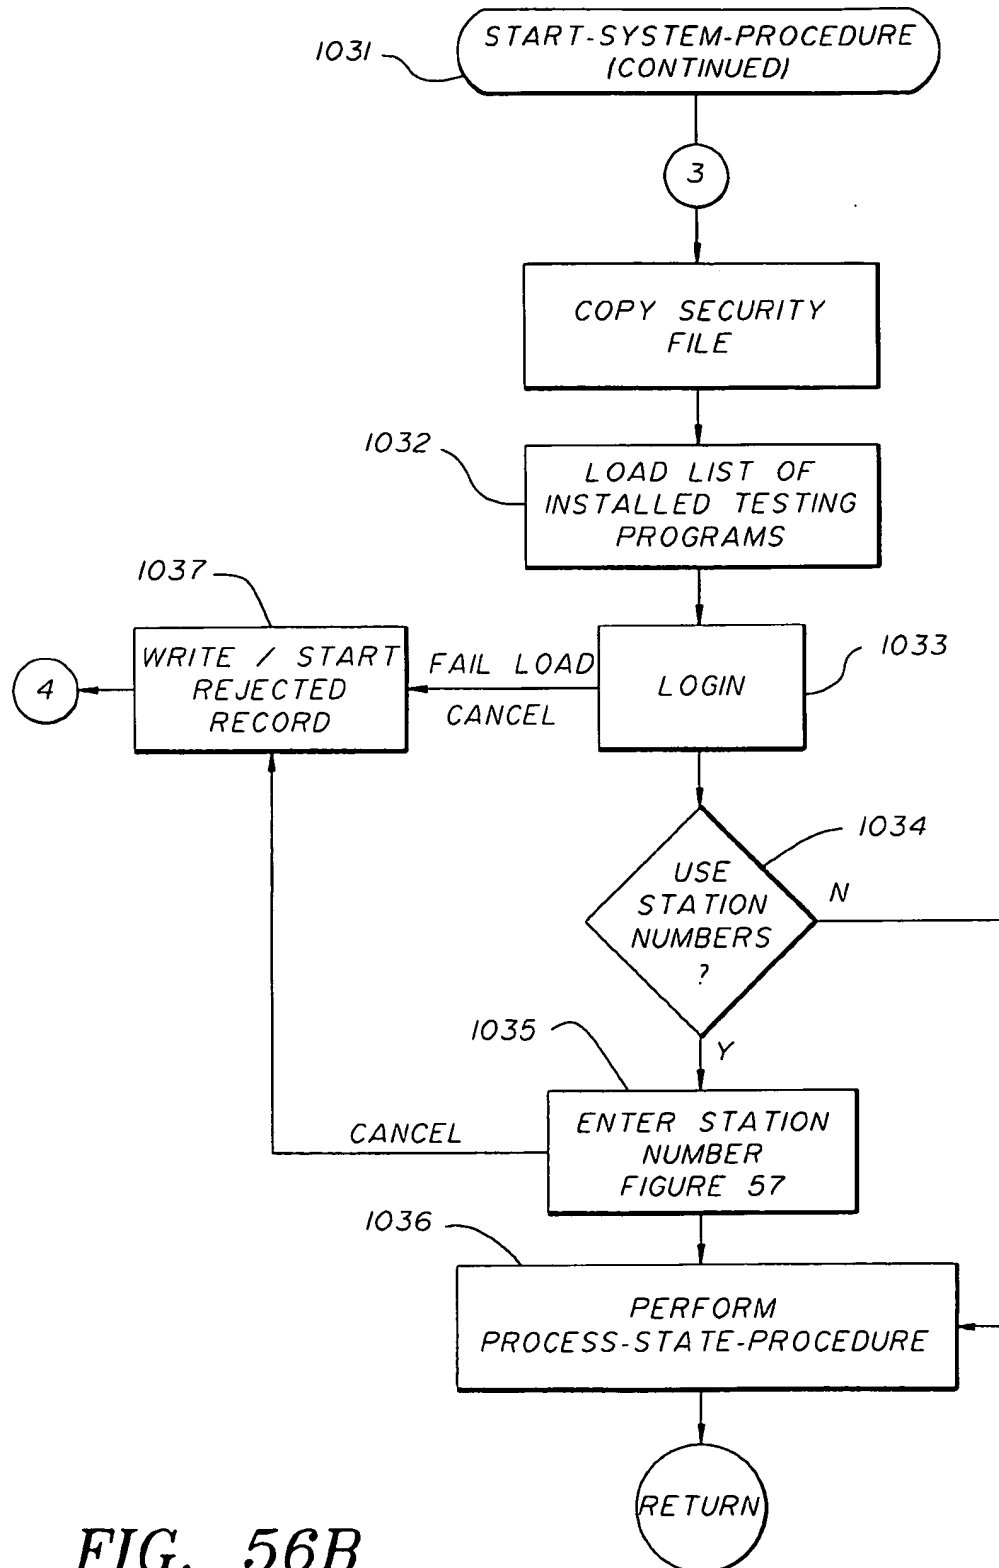 1031
START-SYSTEM-PROCEDURE
(CONTINUED)
3
COPY SECURITY
FILE
1032
LOAD LIST OF
INSTALLED TESTING
PROGRAMS
1037
WRITE / START
REJECTED
RECORD
4
FAIL LOAD
CANCEL
LOGIN
1033
1034
USE
STATION
NUMBERS
?
N
Y
1035
ENTER STATION
NUMBER
FIGURE 57
CANCEL
1036
PERFORM
PROCESS-STATE-PROCEDURE
RETURN
FIG. 56B